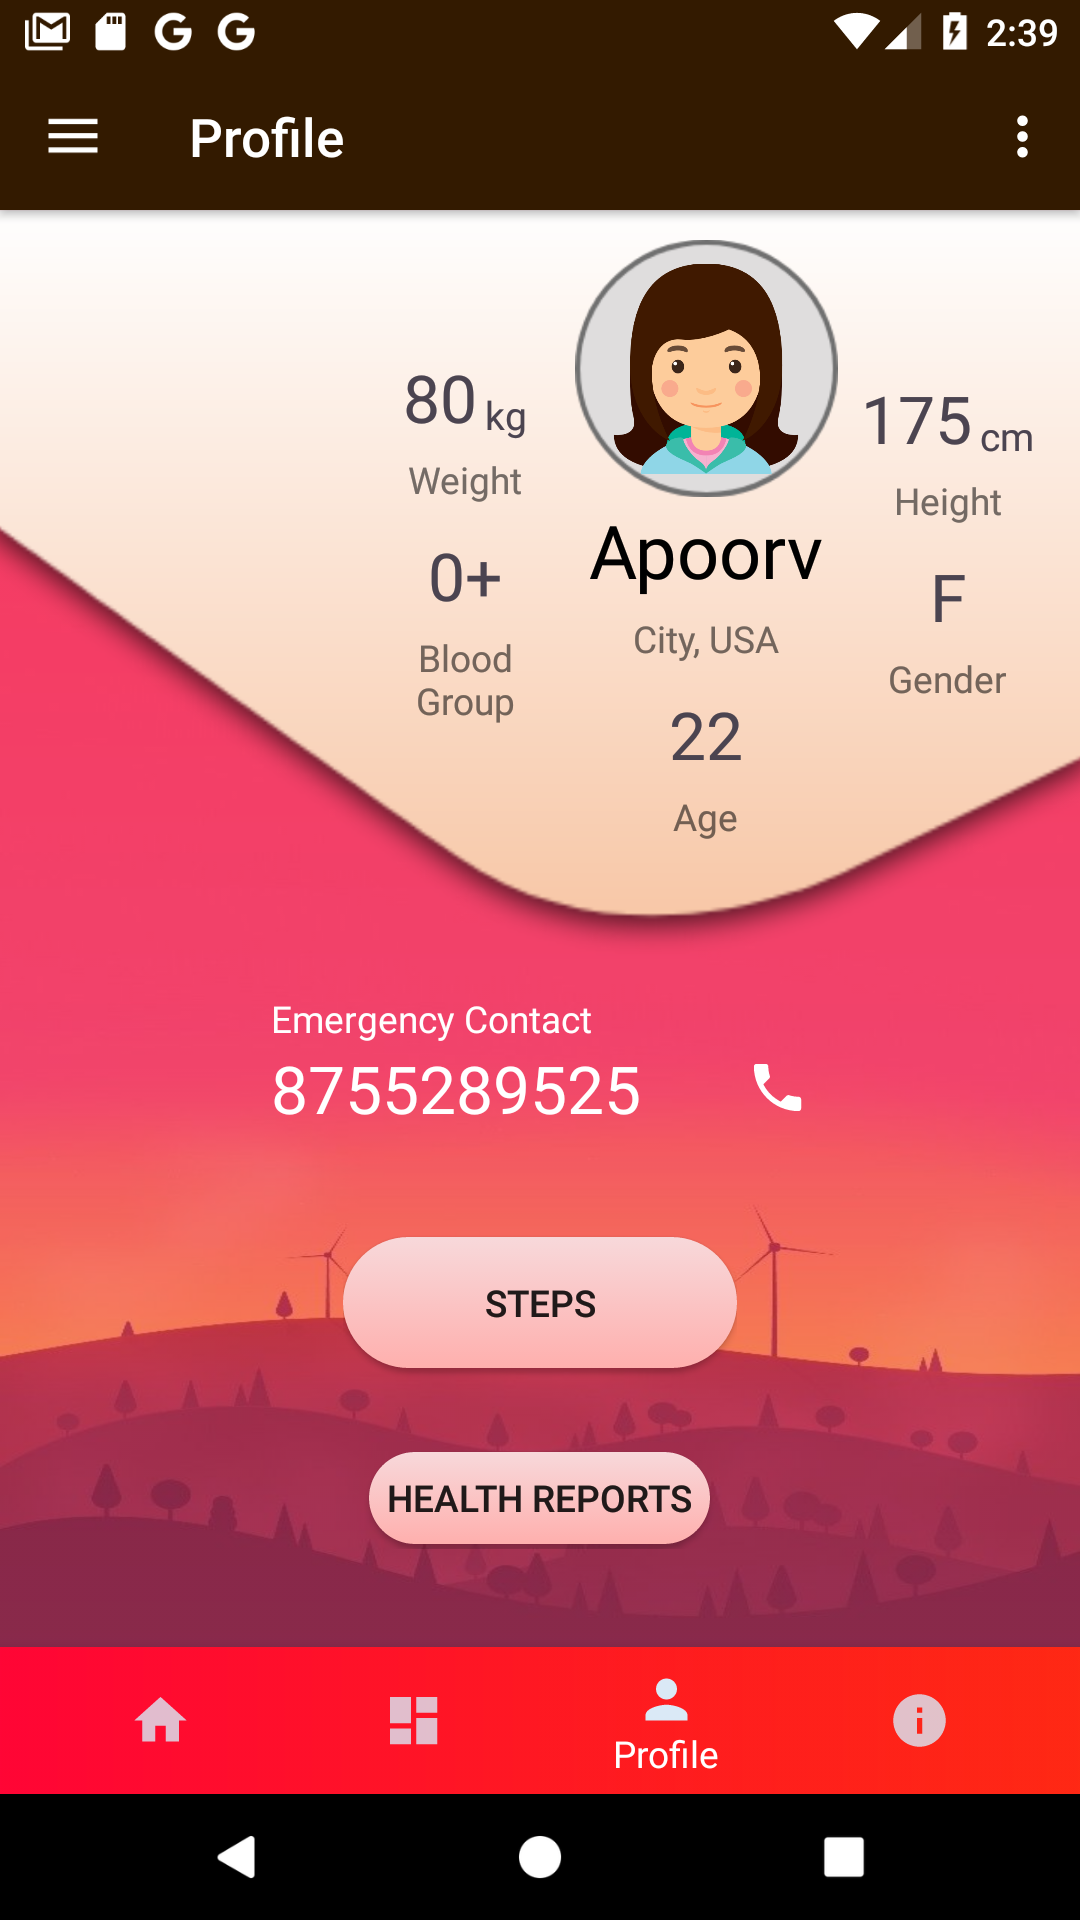 2:39
Profile
80 kg
Weight
0+
Blood
Group
Apoorv
City, USA
22
Age
175 cm
Height
F
Gender
Emergency Contact
8755289525
STEPS
HEALTH REPORTS
Profile